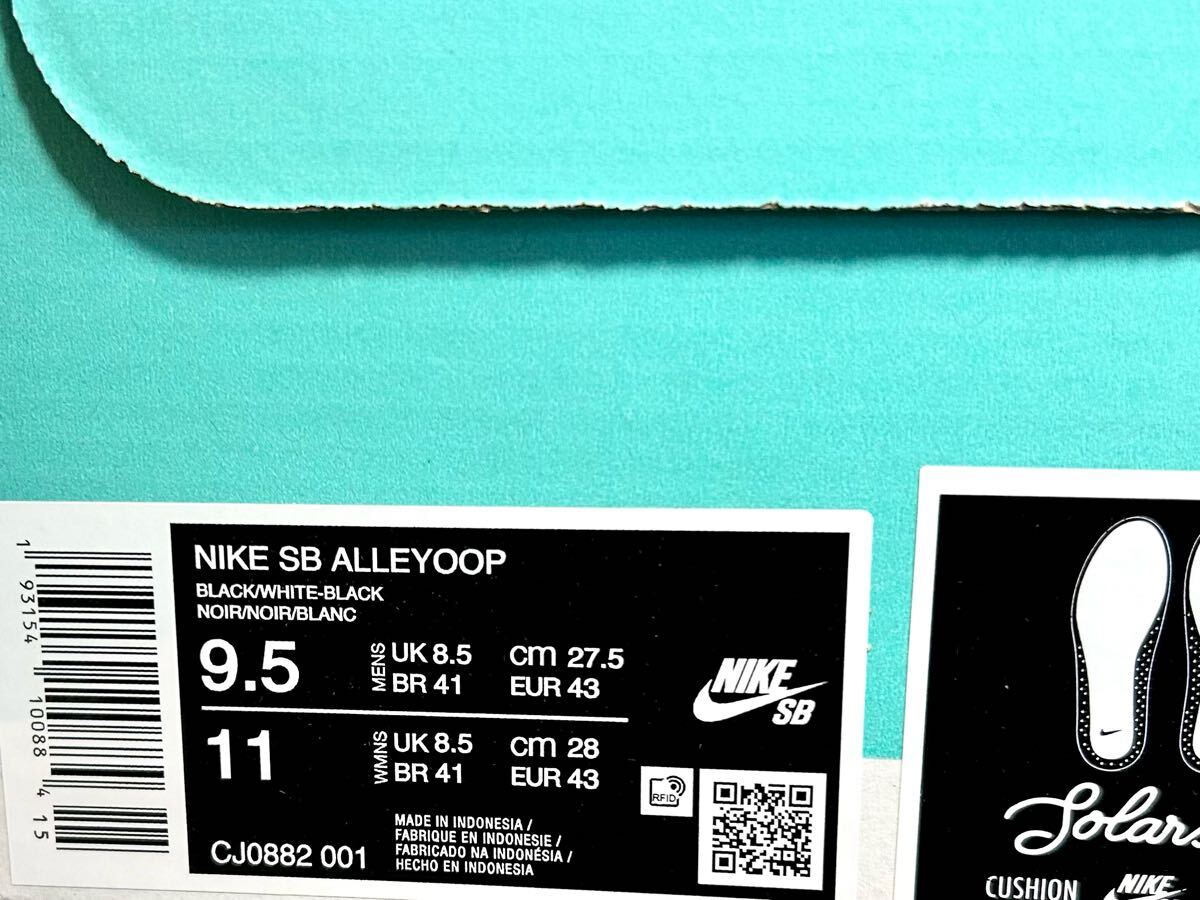 NIKE SB ALLEYOOP
BLACK/WHITE-BLACK
NOIR/NOIR/BLANC
9.5
MENS
UK 8.5 cm 27.5
BR 41 EUR 43
11
WMNS
UK 8.5 cm 28
BR 41 EUR 43
MADE IN INDONESIA /
FABRIQUE EN INDONESIE /
FABRICADO NA INDONÉSIA /
HECHO EN INDONESIA
CJ0882 001
1 93154 10088 4 15
NIKE
SB
RFID
Solars
CUSHION
NIKE